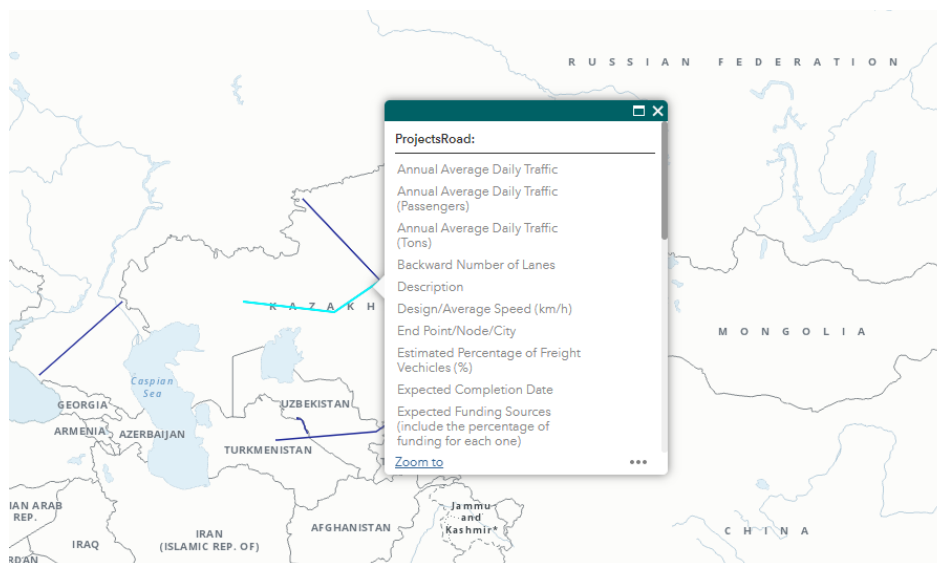 RUSSIAN FEDERATION
ProjectsRoad:
Annual Average Daily Traffic
Annual Average Daily Traffic
(Passengers)
Annual Average Daily Traffic
(Tons)
Backward Number of Lanes
Description
Design/Average Speed (km/h)
End Point/Node/City
Estimated Percentage of Freight
Vechicles (%)
Expected Completion Date
Expected Funding Sources
(include the percentage of
funding for each one)
Zoom to
KAZAKH
MONGOLIA
Caspian
Sea
GEORGIA
UZBEKISTAN
ARMENIA
AZERBAIJAN
TURKMENISTAN
T
IAN ARAB
REP.
IRAQ
RDAN
IRAN
(ISLAMIC REP. OF)
AFGHANISTAN
Jammu
and
Kashmir*
CHINA